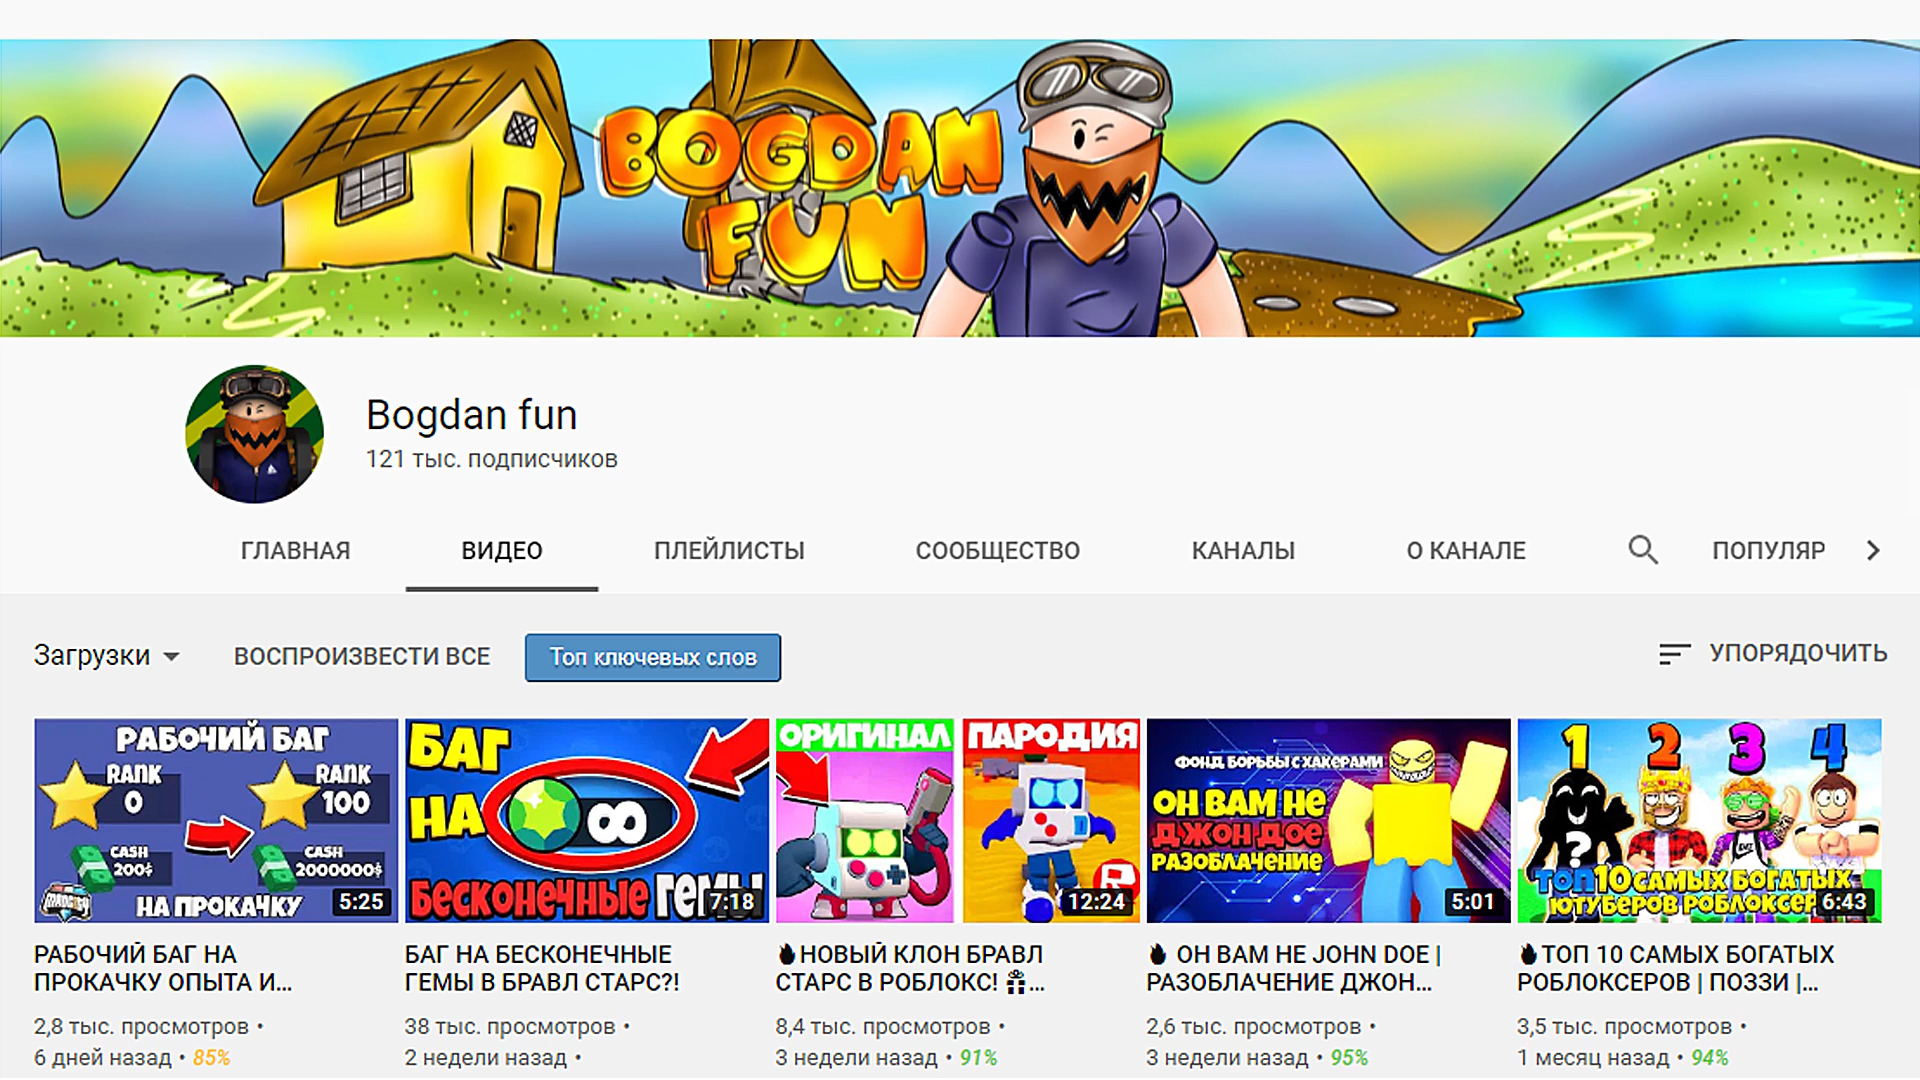 BOGDAN
FUN
Bogdan fun
121 тыс. подписчиков
ГЛАВНАЯ
ВИДЕО
ПЛЕЙЛИСТЫ
СООБЩЕСТВО
КАНАЛЫ
О КАНАЛЕ
ПОПУЛЯР
Загрузки
ВОСПРОИЗВЕСТИ ВСЕ
Топ ключевых слов
УПОРЯДОЧИТЬ
РАБОЧИЙ БАГ
RANK
0
RANK
100
CASH
200$
CASH
2000000$
НА ПРОКАЧКУ
5:25
РАБОЧИЙ БАГ НА
ПРОКАЧКУ ОПЫТА И...
2,8 тыс. просмотров •
6 дней назад • 85%
БАГ
НА
∞
БЕСКОНЕЧНЫЕ ГЕМЫ
7:18
БАГ НА БЕСКОНЕЧНЫЕ
ГЕМЫ В БРАВЛ СТАРС?!
38 тыс. просмотров •
2 недели назад •
ОРИГИНАЛ
ПАРОДИЯ
12:24
🔥НОВЫЙ КЛОН БРАВЛ
СТАРС В РОБЛОКС! 🎁...
8,4 тыс. просмотров •
3 недели назад • 91%
ФОНД БОРЬБЫ С ХАКЕРАМИ
ОН ВАМ НЕ
ДЖОН ДОЕ
РАЗОБЛАЧЕНИЕ
5:01
🔥 ОН ВАМ НЕ JOHN DOE |
РАЗОБЛАЧЕНИЕ ДЖОН...
2,6 тыс. просмотров •
3 недели назад • 95%
1 2 3 4
?
ТОП 10 САМЫХ БОГАТЫХ
ЮТУБЕРОВ РОБЛОКСЕР
6:43
🔥ТОП 10 САМЫХ БОГАТЫХ
РОБЛОКСЕРОВ | ПОЗЗИ |...
3,5 тыс. просмотров •
1 месяц назад • 94%